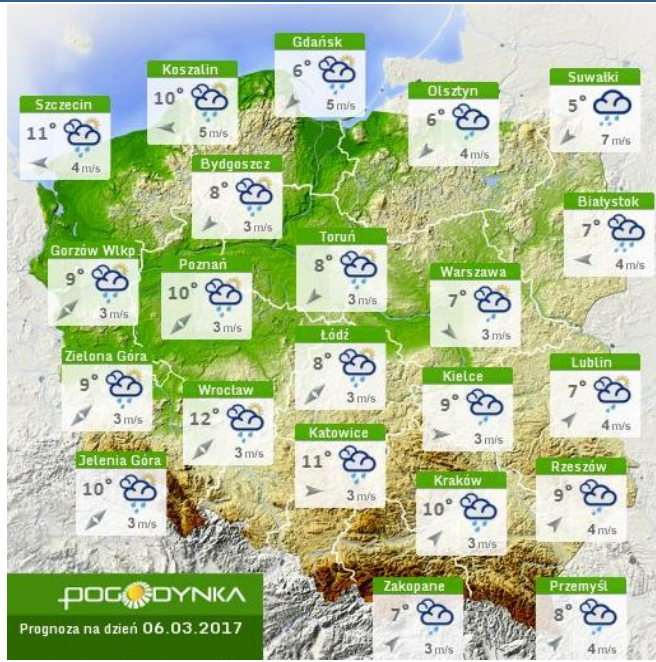 Gdańsk
6°
5 m/s
Koszalin
10°
5 m/s
Szczecin
11°
4 m/s
Olsztyn
6°
4 m/s
Suwałki
5°
7 m/s
Bydgoszcz
8°
3 m/s
Białystok
7°
4 m/s
Gorzów Wlkp.
9°
3 m/s
Poznań
10°
3 m/s
Toruń
8°
3 m/s
Warszawa
7°
3 m/s
Zielona Góra
9°
3 m/s
Wrocław
12°
3 m/s
Łódź
8°
3 m/s
Kielce
9°
3 m/s
Lublin
7°
4 m/s
Jelenia Góra
10°
3 m/s
Katowice
11°
3 m/s
Kraków
10°
3 m/s
Rzeszów
9°
4 m/s
Zakopane
7°
3 m/s
Przemyśl
8°
4 m/s
POGODYNKA
Prognoza na dzień 06.03.2017